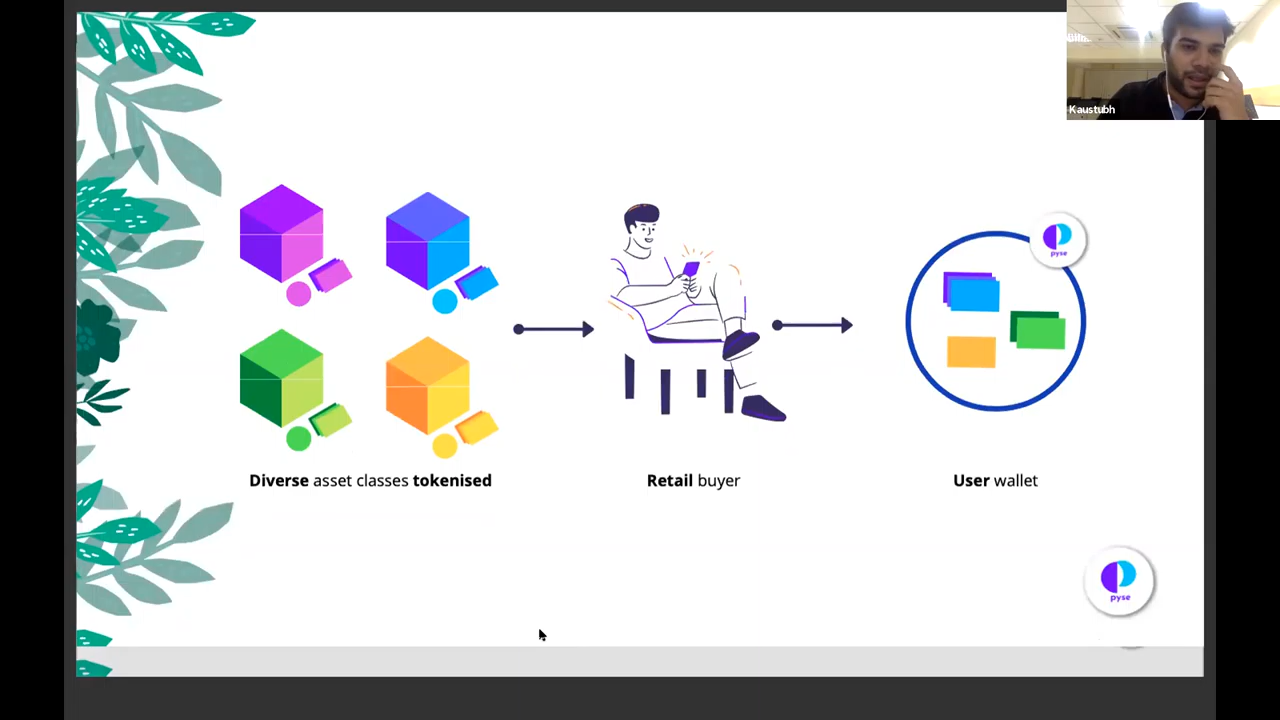 Kaustubh
pyse
Diverse asset classes tokenised
Retail buyer
User wallet
pyse